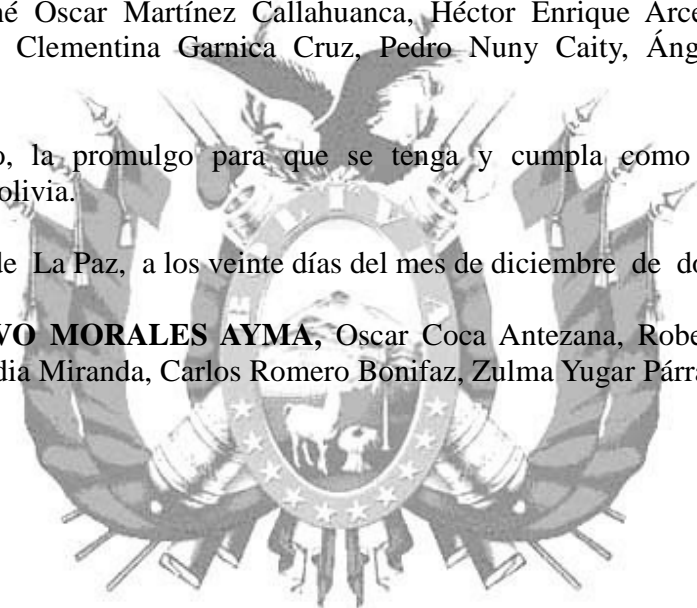 né Oscar Martínez Callahuanca, Héctor Enrique Arce
Clementina Garnica Cruz, Pedro Nuny Caity, Áng
o, la promulgo para que se tenga y cumpla como
olivia.
de La Paz, a los veinte días del mes de diciembre de do
VO MORALES AYMA, Oscar Coca Antezana, Robe
dia Miranda, Carlos Romero Bonifaz, Zulma Yugar Párra